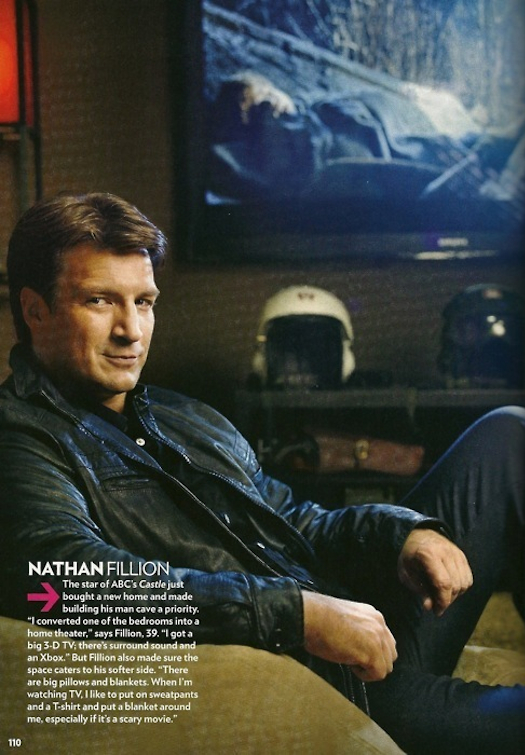 NATHAN FILLION
The star of ABC's Castle just
bought a new home and made
building his man cave a priority.
"I converted one of the bedrooms into a
home theater," says Fillion, 39. "I got a
big 3-D TV; there's surround sound and
an Xbox." But Fillion also made sure the
space caters to his softer side. "There
are big pillows and blankets. When I'm
watching TV, I like to put on sweatpants
and a T-shirt and put a blanket around
me, especially if it's a scary movie."
110